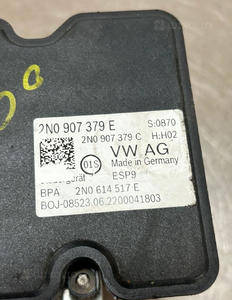 2N0 907 379 E S:0870
2N0 907 379 C H:H02
01S VW AG
Made in Germany
ESP9
BPA 2N0 614 517 E
BOJ-08523.06.2200041803